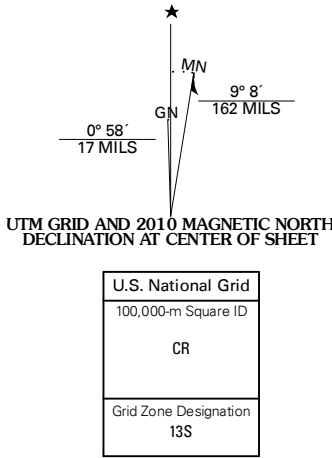 ★
MN
GN
9° 8´
162 MILS
0° 58´
17 MILS
UTM GRID AND 2010 MAGNETIC NORTH
DECLINATION AT CENTER OF SHEET
U.S. National Grid
100,000-m Square ID
CR
Grid Zone Designation
13S